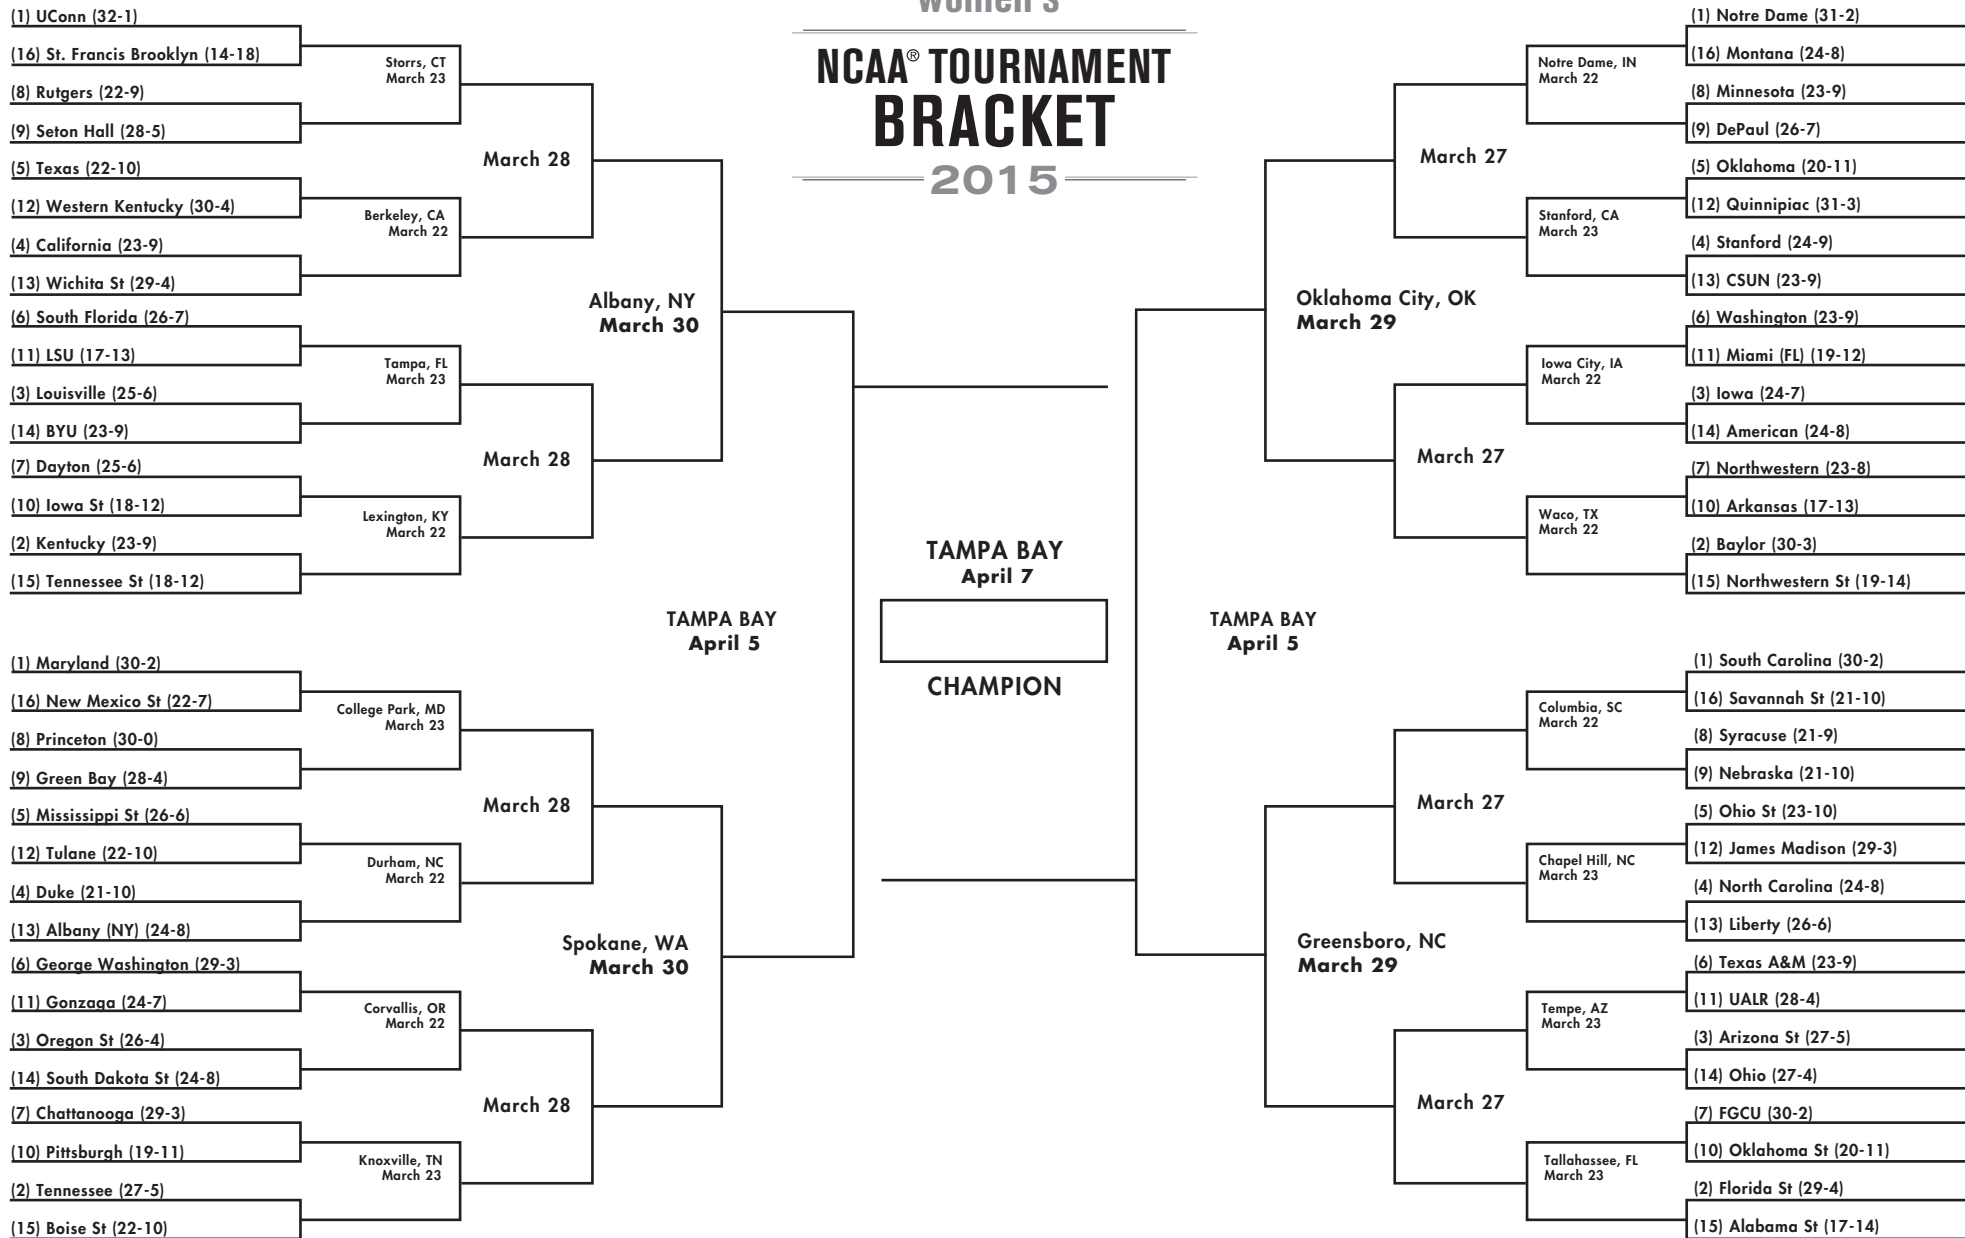 Women's
NCAA® TOURNAMENT
BRACKET
2015
(1) UConn (32-1)
(16) St. Francis Brooklyn (14-18)
(8) Rutgers (22-9)
(9) Seton Hall (28-5)
(5) Texas (22-10)
(12) Western Kentucky (30-4)
(4) California (23-9)
(13) Wichita St (29-4)
(6) South Florida (26-7)
(11) LSU (17-13)
(3) Louisville (25-6)
(14) BYU (23-9)
(7) Dayton (25-6)
(10) Iowa St (18-12)
(2) Kentucky (23-9)
(15) Tennessee St (18-12)
Storrs, CT
March 23
Berkeley, CA
March 22
Tampa, FL
March 23
Lexington, KY
March 22
March 28
March 28
Albany, NY
March 30
(1) Maryland (30-2)
(16) New Mexico St (22-7)
(8) Princeton (30-0)
(9) Green Bay (28-4)
(5) Mississippi St (26-6)
(12) Tulane (22-10)
(4) Duke (21-10)
(13) Albany (NY) (24-8)
(6) George Washington (29-3)
(11) Gonzaga (24-7)
(3) Oregon St (26-4)
(14) South Dakota St (24-8)
(7) Chattanooga (29-3)
(10) Pittsburgh (19-11)
(2) Tennessee (27-5)
(15) Boise St (22-10)
College Park, MD
March 23
Durham, NC
March 22
Corvallis, OR
March 22
Knoxville, TN
March 23
March 28
March 28
Spokane, WA
March 30
TAMPA BAY
April 5
TAMPA BAY
April 7
CHAMPION
TAMPA BAY
April 5
Oklahoma City, OK
March 29
March 27
March 27
Notre Dame, IN
March 22
Stanford, CA
March 23
Iowa City, IA
March 22
Waco, TX
March 22
(1) Notre Dame (31-2)
(16) Montana (24-8)
(8) Minnesota (23-9)
(9) DePaul (26-7)
(5) Oklahoma (20-11)
(12) Quinnipiac (31-3)
(4) Stanford (24-9)
(13) CSUN (23-9)
(6) Washington (23-9)
(11) Miami (FL) (19-12)
(3) Iowa (24-7)
(14) American (24-8)
(7) Northwestern (23-8)
(10) Arkansas (17-13)
(2) Baylor (30-3)
(15) Northwestern St (19-14)
Greensboro, NC
March 29
March 27
March 27
Columbia, SC
March 22
Chapel Hill, NC
March 23
Tempe, AZ
March 23
Tallahassee, FL
March 23
(1) South Carolina (30-2)
(16) Savannah St (21-10)
(8) Syracuse (21-9)
(9) Nebraska (21-10)
(5) Ohio St (23-10)
(12) James Madison (29-3)
(4) North Carolina (24-8)
(13) Liberty (26-6)
(6) Texas A&M (23-9)
(11) UALR (28-4)
(3) Arizona St (27-5)
(14) Ohio (27-4)
(7) FGCU (30-2)
(10) Oklahoma St (20-11)
(2) Florida St (29-4)
(15) Alabama St (17-14)